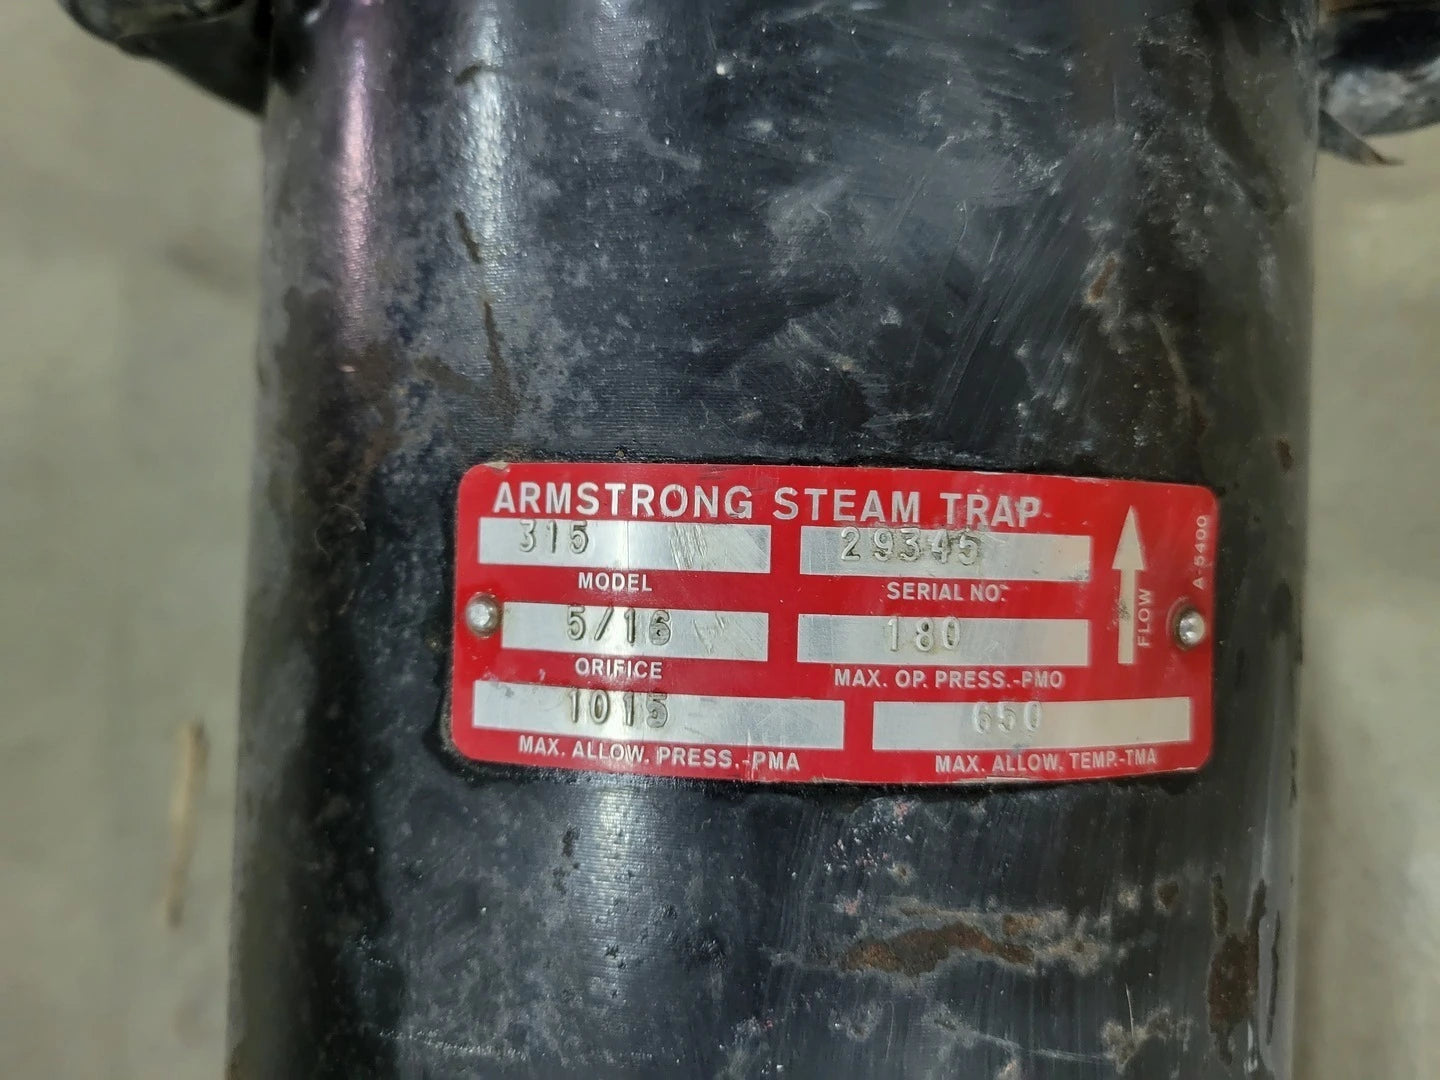 ARMSTRONG STEAM TRAP
315 29345
MODEL SERIAL NO.
5/16 180
ORIFICE MAX. OP. PRESS.-PMO
1015 650
MAX. ALLOW. PRESS.-PMA MAX. ALLOW. TEMP.-TMA
FLOW
A-5400